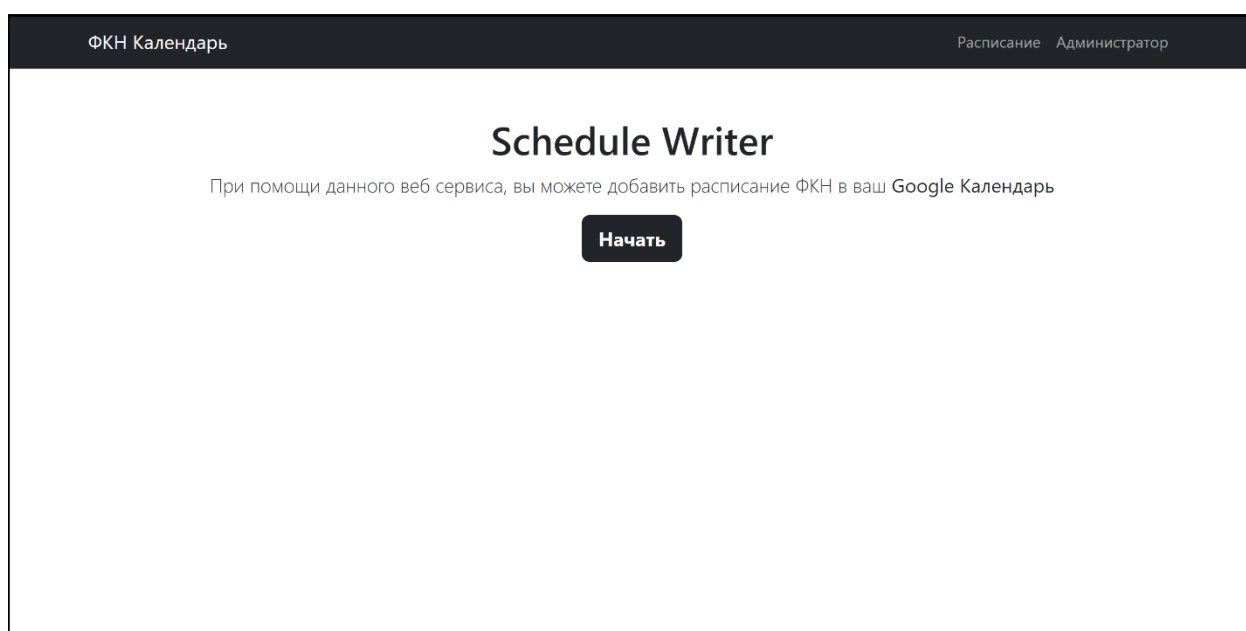 ФКН Календарь Расписание Администратор
Schedule Writer
При помощи данного веб сервиса, вы можете добавить расписание ФКН в ваш Google Календарь
Начать